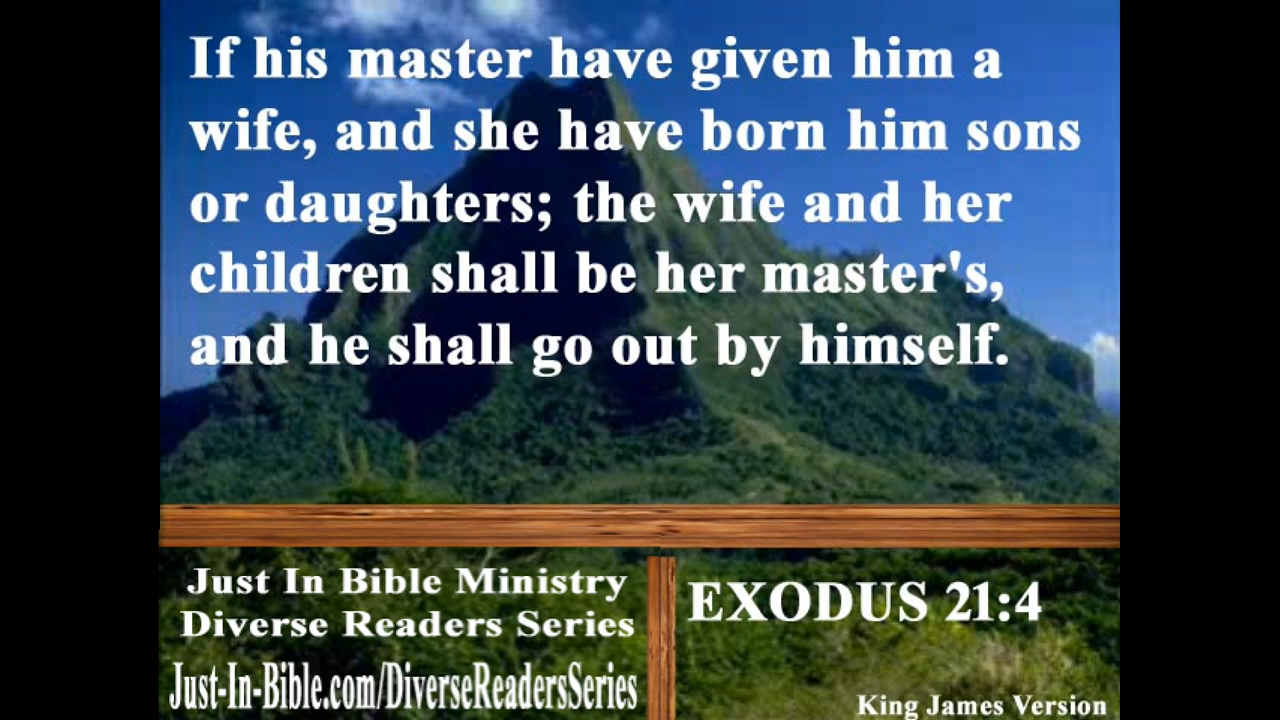 If his master have given him a
wife, and she have born him sons
or daughters; the wife and her
children shall be her master's,
and he shall go out by himself.
Just In Bible Ministry
Diverse Readers Series
Just-In-Bible.com/DiverseReadersSeries
EXODUS 21:4
King James Version